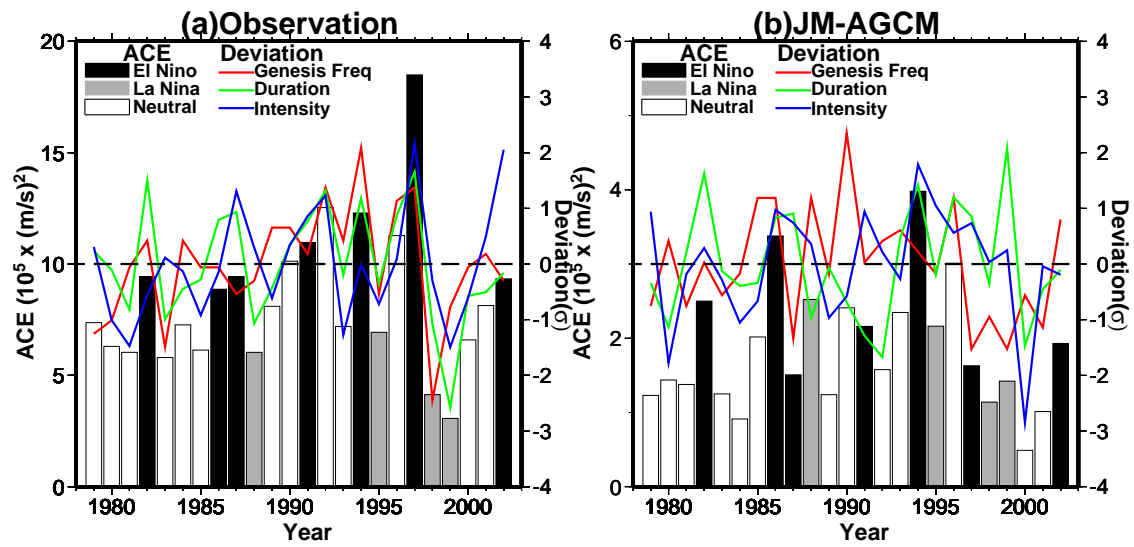 (a)Observation
20
15
10
5
0
ACE (10⁵ x (m/s)²)
ACE
El Nino
La Nina
Neutral
Deviation
Genesis Freq
Duration
Intensity
4
3
2
1
0
-1
-2
-3
-4
Deviation(σ)
1980 1985 1990 1995 2000
Year
(b)JM-AGCM
6
4
2
0
ACE (10⁵ x (m/s)²)
ACE
El Nino
La Nina
Neutral
Deviation
Genesis Freq
Duration
Intensity
4
3
2
1
0
-1
-2
-3
-4
Deviation(σ)
1980 1985 1990 1995 2000
Year